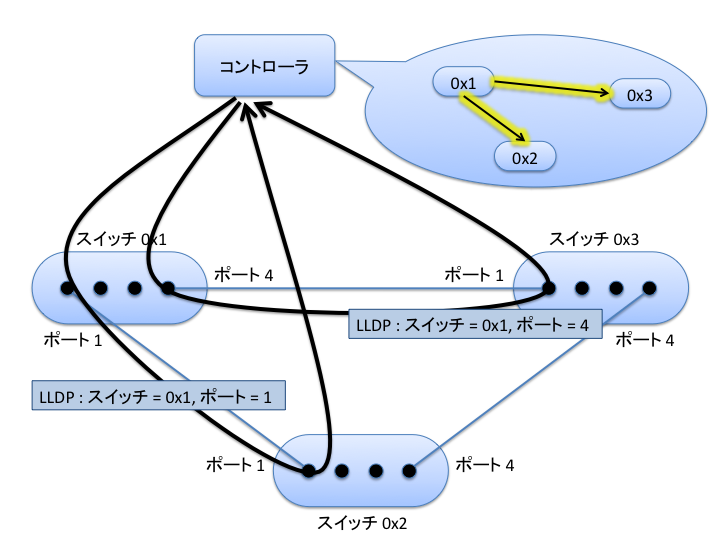 コントローラ
0x1
0x3
0x2
スイッチ 0x1
スイッチ 0x3
ポート 4
ポート 1
ポート 1
LLDP : スイッチ = 0x1, ポート = 4
ポート 4
LLDP : スイッチ = 0x1, ポート = 1
ポート 1
ポート 4
スイッチ 0x2